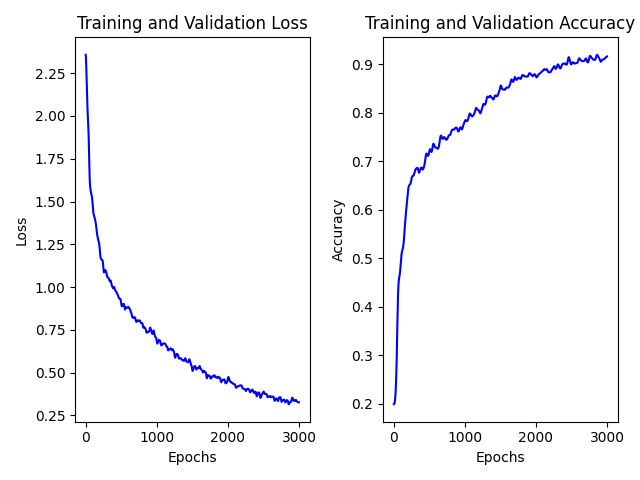 Training and Validation Loss
2.25
2.00
1.75
1.50
1.25
1.00
0.75
0.50
0.25
Loss
0 1000 2000 3000
Epochs
Training and Validation Accuracy
0.9
0.8
0.7
0.6
0.5
0.4
0.3
0.2
Accuracy
0 1000 2000 3000
Epochs